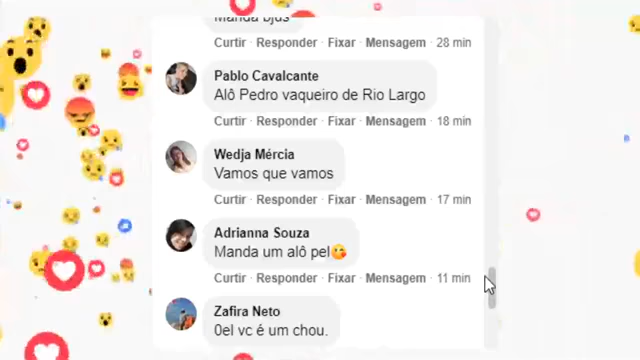 Manda bjus
Curtir · Responder · Fixar · Mensagem · 28 min
Pablo Cavalcante
Alô Pedro vaqueiro de Rio Largo
Curtir · Responder · Fixar · Mensagem · 18 min
Wedja Mércia
Vamos que vamos
Curtir · Responder · Fixar · Mensagem · 17 min
Adrianna Souza
Manda um alô pel😘
Curtir · Responder · Fixar · Mensagem · 11 min
Zafira Neto
0el vc é um chou.